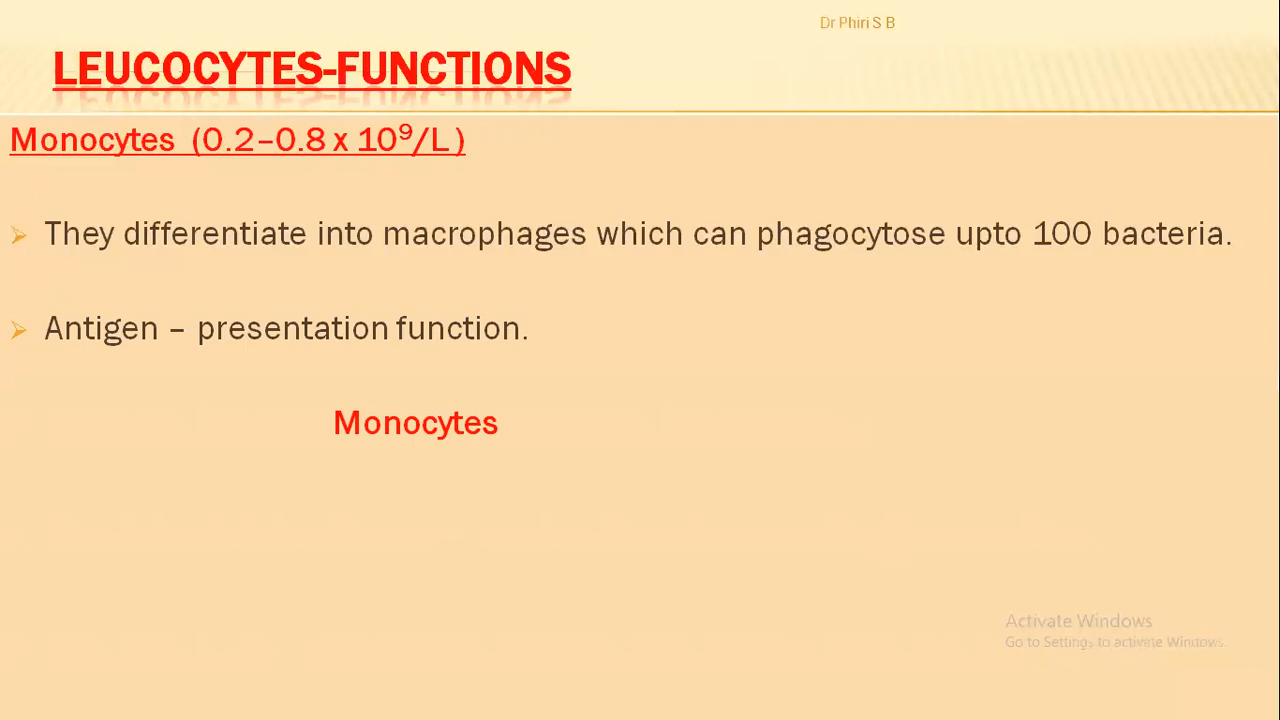 Dr Phiri S B
LEUCOCYTES-FUNCTIONS
Monocytes (0.2–0.8 x 10⁹/L )
➢ They differentiate into macrophages which can phagocytose upto 100 bacteria.
➢ Antigen – presentation function.
Monocytes
Activate Windows
Go to Settings to activate Windows.